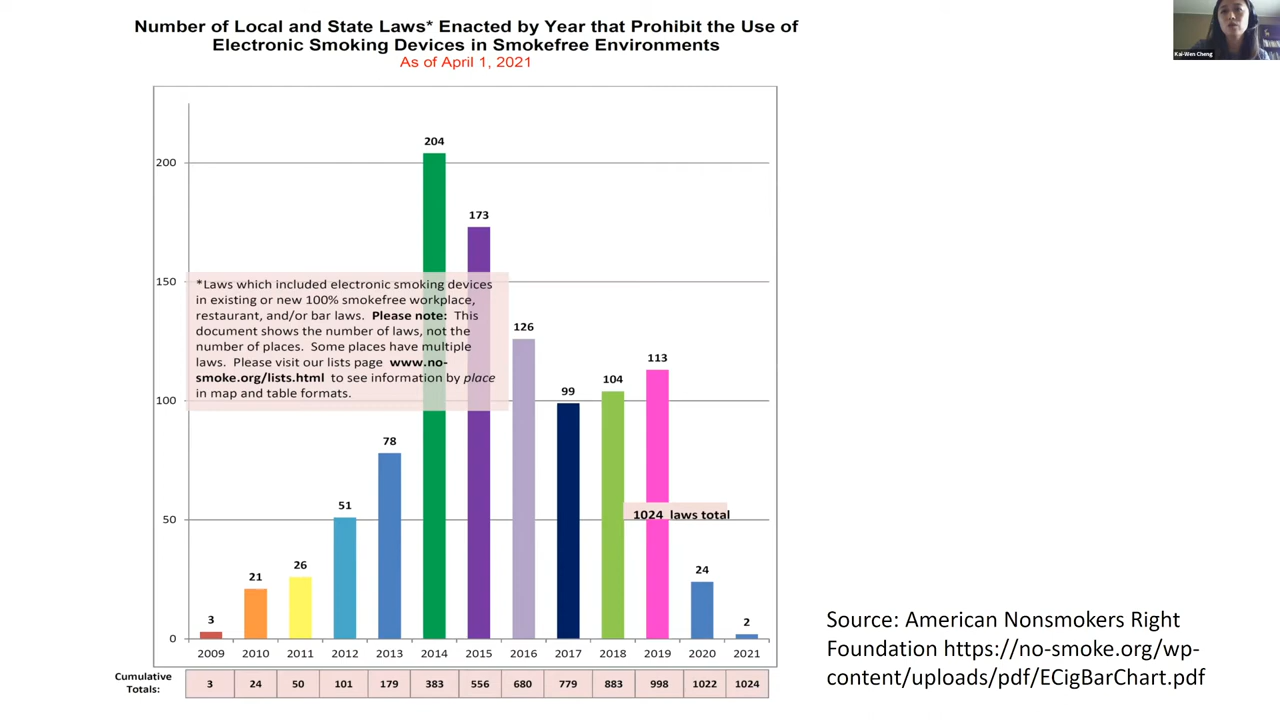 Number of Local and State Laws* Enacted by Year that Prohibit the Use of
Electronic Smoking Devices in Smokefree Environments
As of April 1, 2021
Kai-Wen Cheng
204
200
173
150
*Laws which included electronic smoking devices
in existing or new 100% smokefree workplace,
restaurant, and/or bar laws. Please note: This
document shows the number of laws, not the
number of places. Some places have multiple
laws. Please visit our lists page www.no-
smoke.org/lists.html to see information by place
in map and table formats.
126
113
104
99
100
78
51
1024 laws total
50
26
21
24
3
2
0
2009 2010 2011 2012 2013 2014 2015 2016 2017 2018 2019 2020 2021
Cumulative
Totals:
3 24 50 101 179 383 556 680 779 883 998 1022 1024
Source: American Nonsmokers Right
Foundation https://no-smoke.org/wp-
content/uploads/pdf/ECigBarChart.pdf